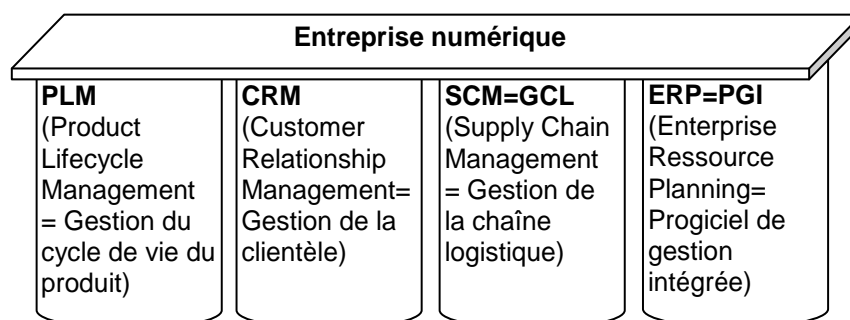 Entreprise numérique
PLM
(Product
Lifecycle
Management
= Gestion du
cycle de vie du
produit)
CRM
(Customer
Relationship
Management=
Gestion de la
clientèle)
SCM=GCL
(Supply Chain
Management
= Gestion de
la chaîne
logistique)
ERP=PGI
(Enterprise
Ressource
Planning=
Progiciel de
gestion
intégrée)